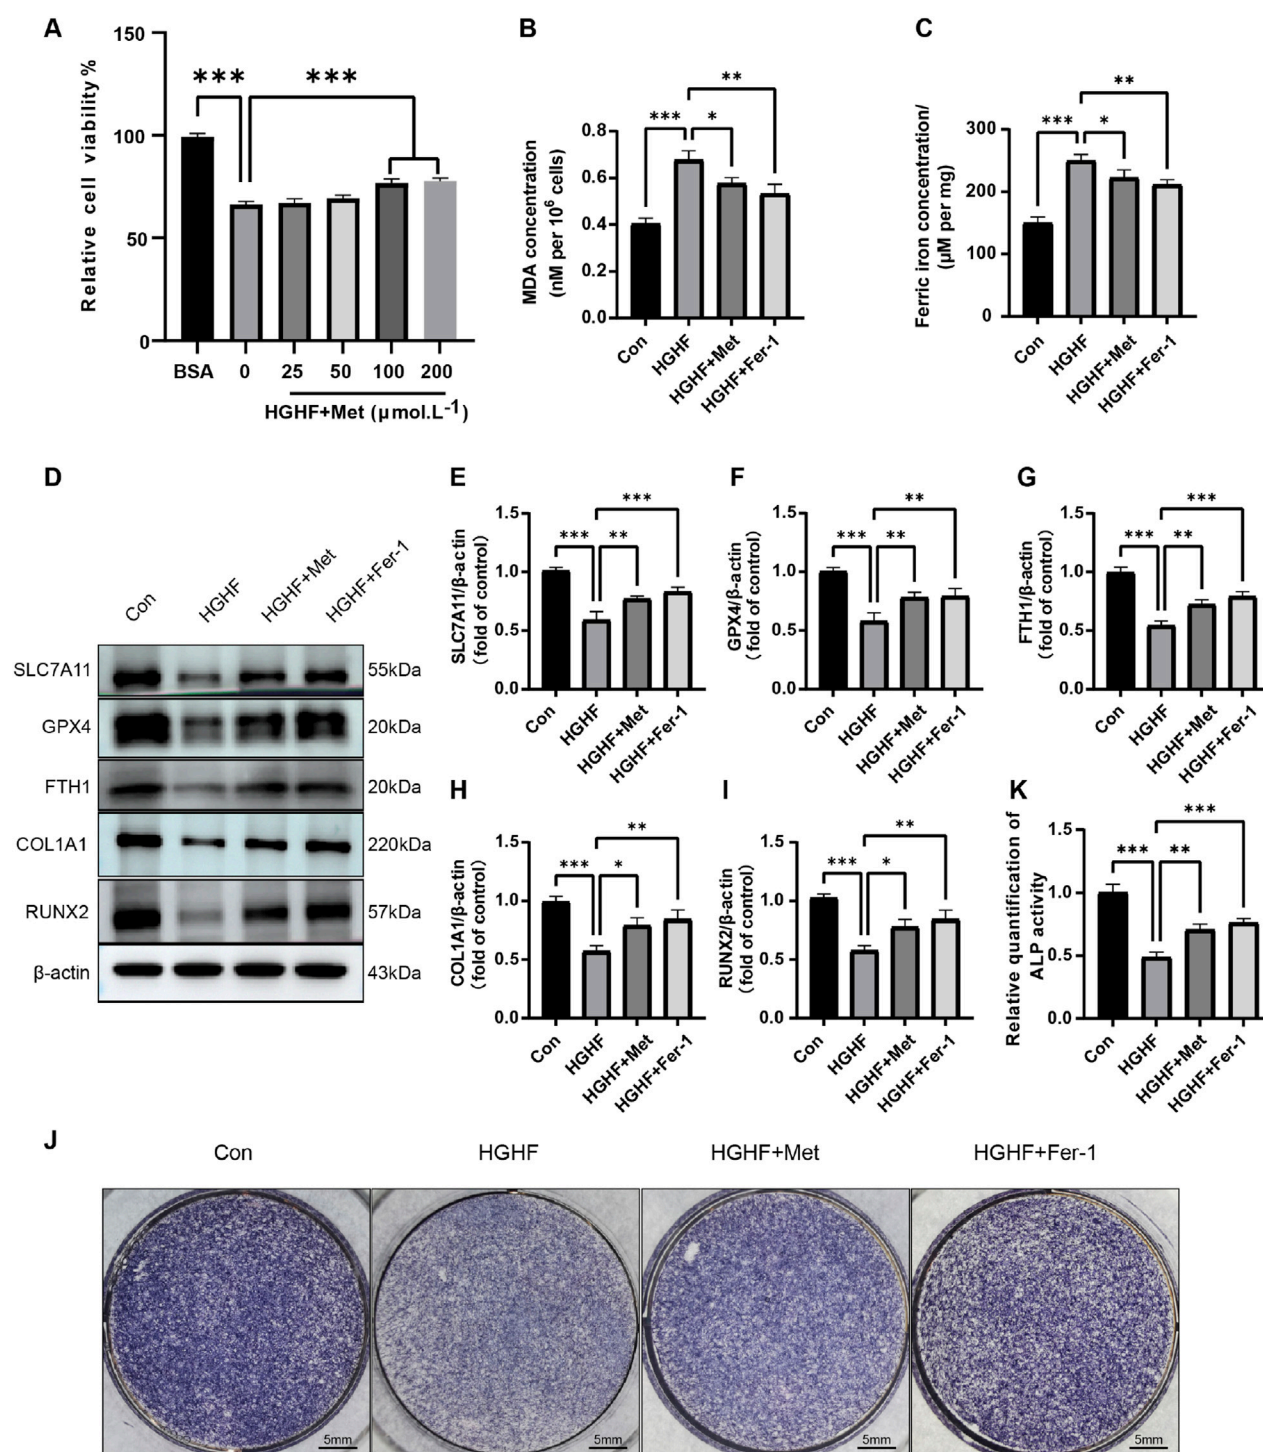 A
150
100
50
0
Relative cell viability %
***
***
BSA
0
25
50
100
200
HGHF+Met (μmol.L-1)
B
0.8
0.6
0.4
0.2
0.0
MDA concentration
(nM per 10⁶ cells)
***
*
**
Con
HGHF
HGHF+Met
HGHF+Fer-1
C
300
200
100
0
Ferric iron concentration/
(μM per mg)
***
*
**
Con
HGHF
HGHF+Met
HGHF+Fer-1
D
Con
HGHF
HGHF+Met
HGHF+Fer-1
SLC7A11
55kDa
GPX4
20kDa
FTH1
20kDa
COL1A1
220kDa
RUNX2
57kDa
β-actin
43kDa
E
1.5
1.0
0.5
0.0
SLC7A11/β-actin
(fold of control)
***
**
***
Con
HGHF
HGHF+Met
HGHF+Fer-1
F
1.5
1.0
0.5
0.0
GPX4/β-actin
(fold of control)
***
**
**
Con
HGHF
HGHF+Met
HGHF+Fer-1
G
1.5
1.0
0.5
0.0
FTH1/β-actin
(fold of control)
***
**
***
Con
HGHF
HGHF+Met
HGHF+Fer-1
H
1.5
1.0
0.5
0.0
COL1A1/β-actin
(fold of control)
***
*
**
Con
HGHF
HGHF+Met
HGHF+Fer-1
I
1.5
1.0
0.5
0.0
RUNX2/β-actin
(fold of control)
***
*
**
Con
HGHF
HGHF+Met
HGHF+Fer-1
K
1.5
1.0
0.5
0.0
Relative quantification of
ALP activity
***
**
***
Con
HGHF
HGHF+Met
HGHF+Fer-1
J
Con
HGHF
HGHF+Met
HGHF+Fer-1
5mm
5mm
5mm
5mm